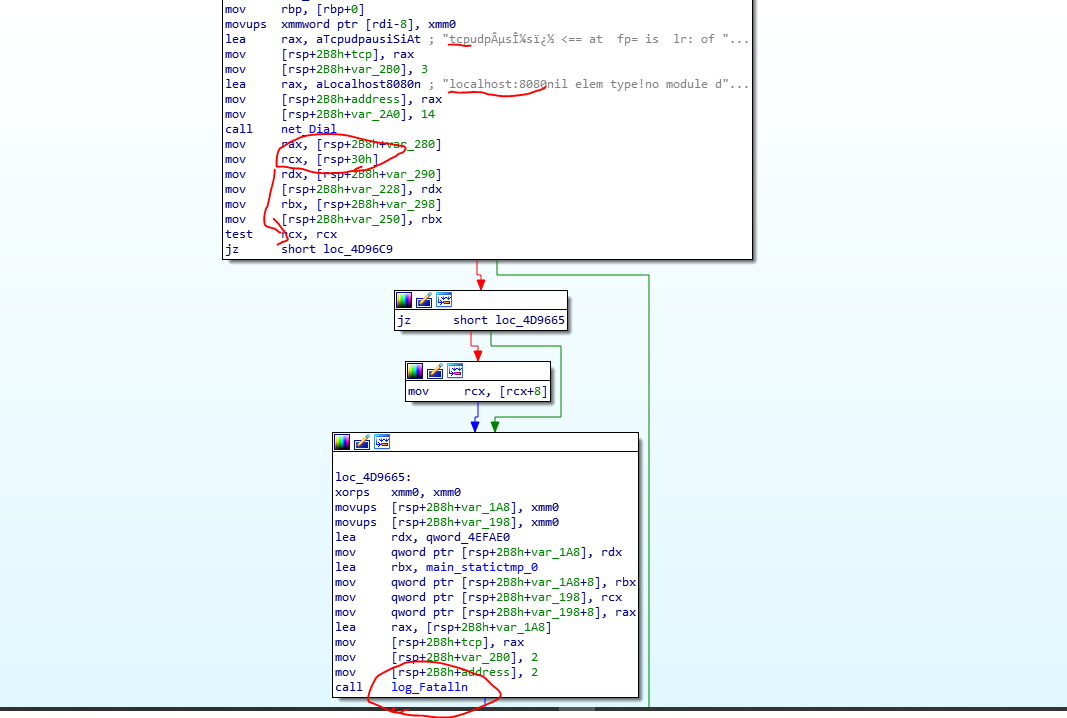 mov rbp, [rbp+0]
movups xmmword ptr [rdi-8], xmm0
lea rax, aTcpudpausiSiAt ; "tcpudpÂµsÎ¼sï¿½ <== at fp= is lr: of "...
mov [rsp+2B8h+tcp], rax
mov [rsp+2B8h+var_2B0], 3
lea rax, aLocalhost8080n ; "localhost:8080nil elem type!no module d"...
mov [rsp+2B8h+address], rax
mov [rsp+2B8h+var_2A0], 14
call net_Dial
mov rax, [rsp+2B8h+var_280]
mov rcx, [rsp+30h]
mov rdx, [rsp+2B8h+var_290]
mov [rsp+2B8h+var_228], rdx
mov rbx, [rsp+2B8h+var_298]
mov [rsp+2B8h+var_250], rbx
test rcx, rcx
jz short loc_4D96C9
jz short loc_4D9665
mov rcx, [rcx+8]
loc_4D9665:
xorps xmm0, xmm0
movups [rsp+2B8h+var_1A8], xmm0
movups [rsp+2B8h+var_198], xmm0
lea rdx, qword_4EFAE0
mov qword ptr [rsp+2B8h+var_1A8], rdx
lea rbx, main_statictmp_0
mov qword ptr [rsp+2B8h+var_1A8+8], rbx
mov qword ptr [rsp+2B8h+var_198], rcx
mov qword ptr [rsp+2B8h+var_198+8], rax
lea rax, [rsp+2B8h+var_1A8]
mov [rsp+2B8h+tcp], rax
mov [rsp+2B8h+var_2B0], 2
mov [rsp+2B8h+address], 2
call log_Fatalln